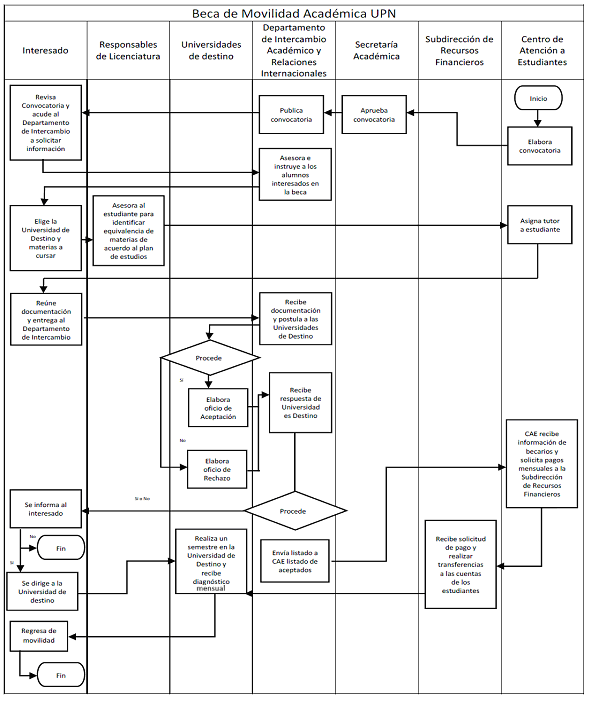 Beca de Movilidad Académica UPN
Interesado
Responsables
de Licenciatura
Universidades
de destino
Departamento
de Intercambio
Académico y
Relaciones
Internacionales
Secretaría
Académica
Subdirección de
Recursos
Financieros
Centro de
Atención a
Estudiantes
Revisa
Convocatoria y
acude al
Departamento
de Intercambio
a solicitar
información
Publica
convocatoria
Aprueba
convocatoria
Inicio
Elabora
convocatoria
Asesora e
instruye a los
alumnos
interesados en
la beca
Elige la
Universidad de
Destino y
materias a
cursar
Asesora al
estudiante para
identificar
equivalencia de
materias de
acuerdo al plan
de estudios
Asigna tutor
a estudiante
Reúne
documentación
y entrega al
Departamento
de Intercambio
Recibe
documentación
y postula a las
Universidades
de Destino
Procede
Si
Elabora
oficio de
Aceptación
Recibe
respuesta de
Universidad
es Destino
No
Elabora
oficio de
Rechazo
CAE recibe
información de
becarios y
solicita pagos
mensuales a la
Subdirección
de Recursos
Financieros
Si o No
Se informa al
interesado
Procede
No
Fin
Si
Se dirige a la
Universidad de
destino
Realiza un
semestre en la
Universidad de
Destino y
recibe
diagnóstico
mensual
Envía listado a
CAE listado de
aceptados
Recibe solicitud
de pago y
realizar
transferencias
a las cuentas
de los
estudiantes
Regresa de
movilidad
Fin